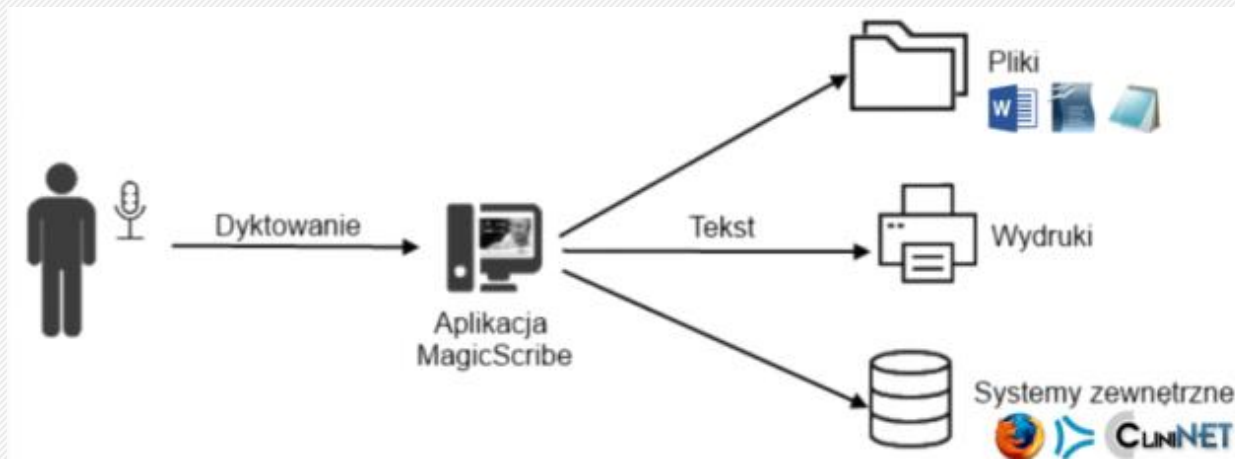 Pliki
W
Dyktowanie
Tekst
Wydruki
Aplikacja
MagicScribe
Systemy zewnętrzne
CLINiNET